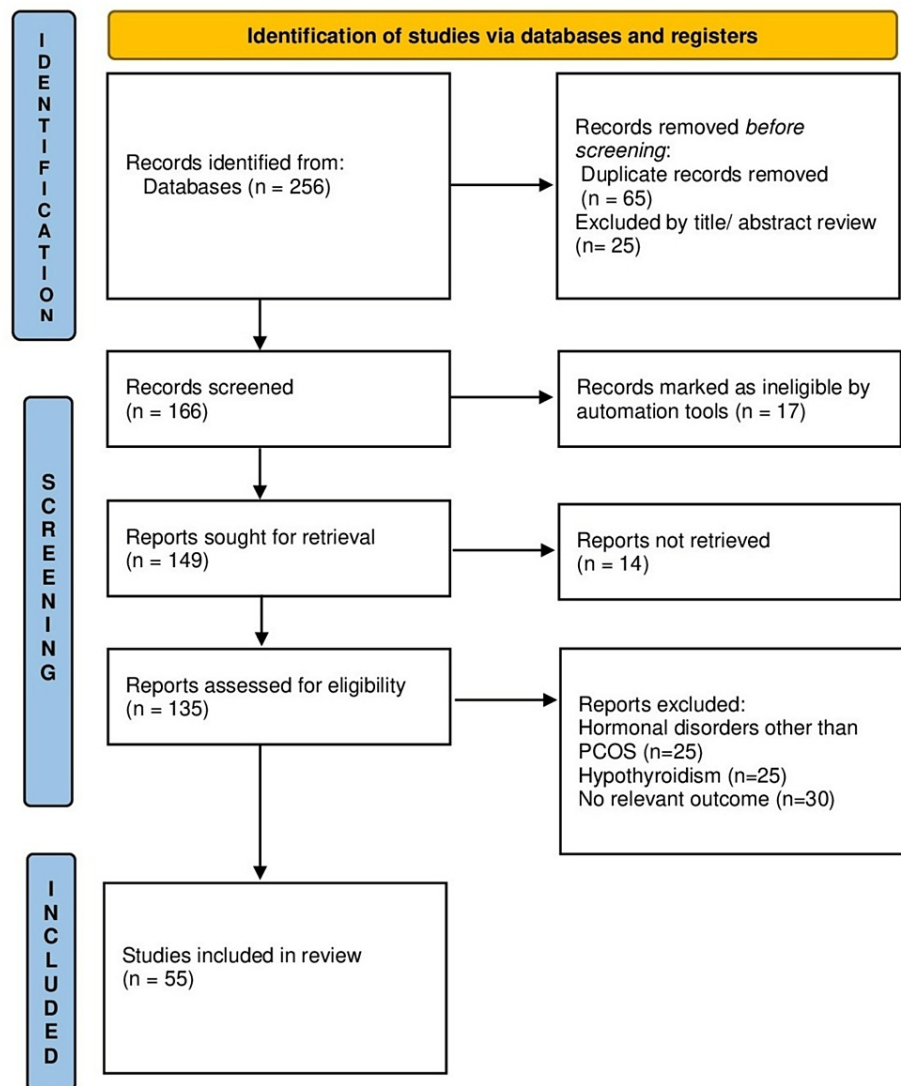 Identification of studies via databases and registers
IDENTIFICATION
Records identified from:
Databases (n = 256)
Records removed before
screening:
Duplicate records removed
(n = 65)
Excluded by title/ abstract review
(n= 25)
SCREENING
Records screened
(n = 166)
Records marked as ineligible by
automation tools (n = 17)
Reports sought for retrieval
(n = 149)
Reports not retrieved
(n = 14)
Reports assessed for eligibility
(n = 135)
Reports excluded:
Hormonal disorders other than
PCOS (n=25)
Hypothyroidism (n=25)
No relevant outcome (n=30)
INCLUDED
Studies included in review
(n = 55)